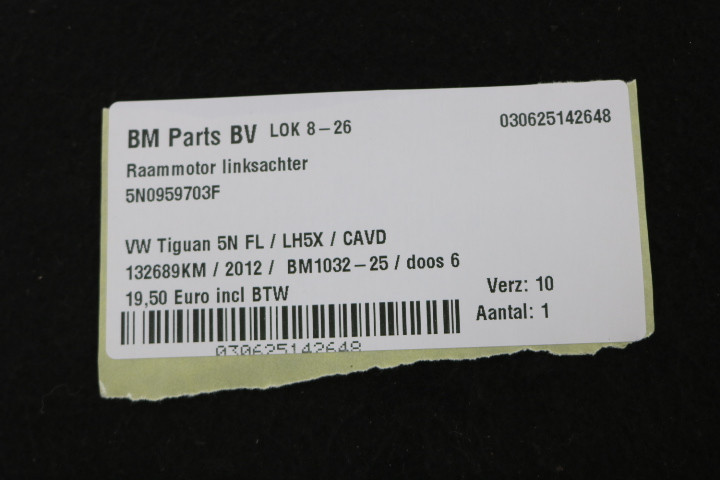 BM Parts BV LOK 8-26 030625142648
Raammotor linksachter
5N0959703F
VW Tiguan 5N FL / LH5X / CAVD
132689KM / 2012 / BM1032-25 / doos 6
19,50 Euro incl BTW Verz: 10
Aantal: 1
030625142648